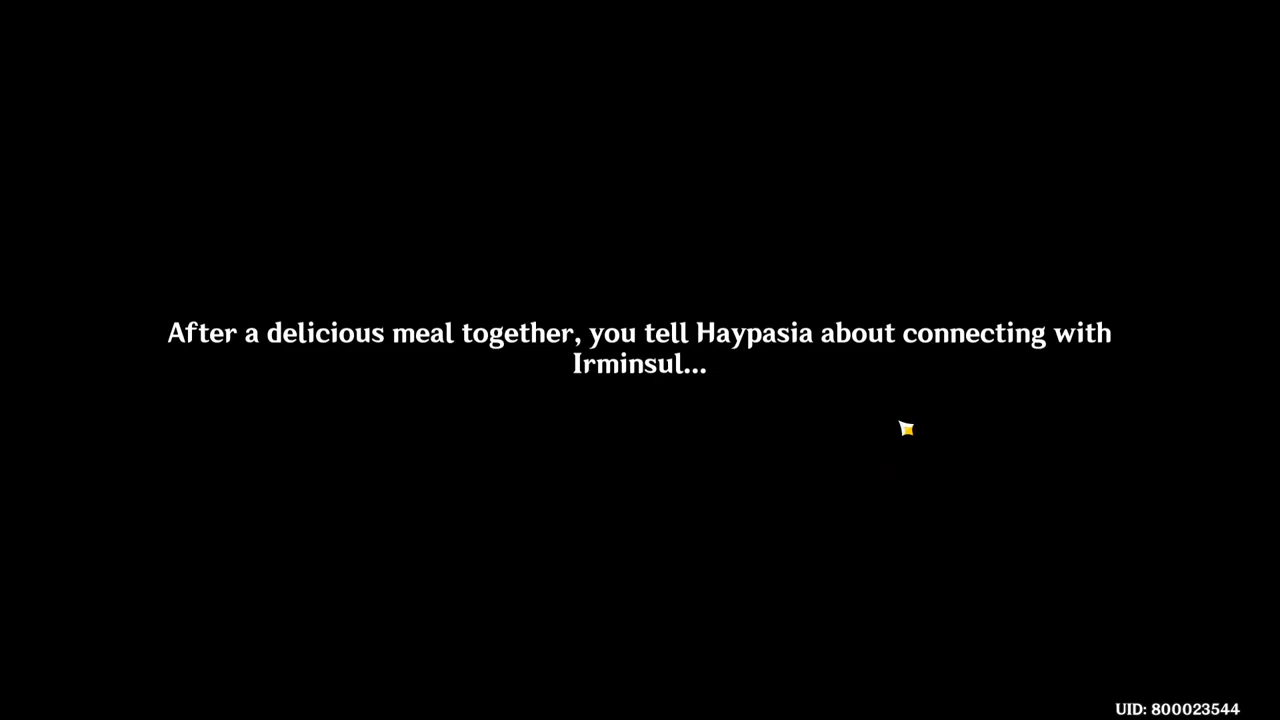 After a delicious meal together, you tell Haypasia about connecting with
Irminsul...
UID: 800023544